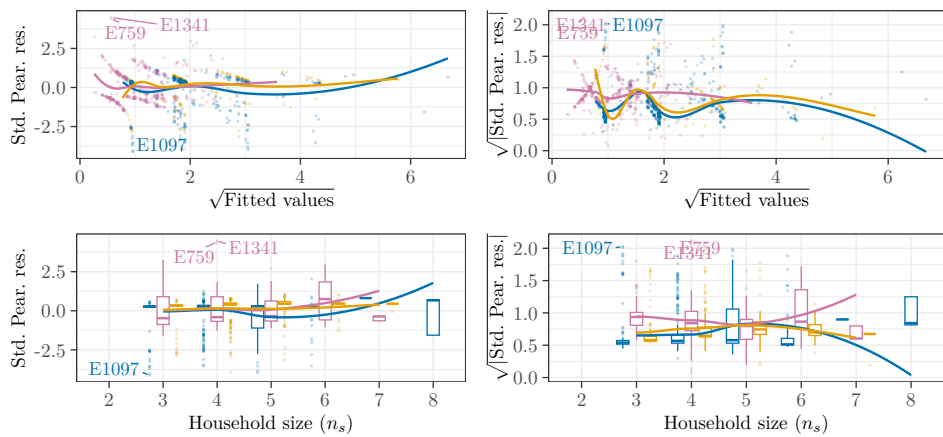 Std. Pear. res.
2.5
0.0
-2.5
E759
E1341
E1097
0
2
4
6
√Fitted values
√|Std. Pear. res.|
2.0
1.5
1.0
0.5
0.0
E1341
E759
E1097
0
2
4
6
√Fitted values
Std. Pear. res.
2.5
0.0
-2.5
E759
E1341
E1097
2
3
4
5
6
7
8
Household size (nₛ)
√|Std. Pear. res.|
2.0
1.5
1.0
0.5
0.0
E1097
E759
E1341
2
3
4
5
6
7
8
Household size (nₛ)